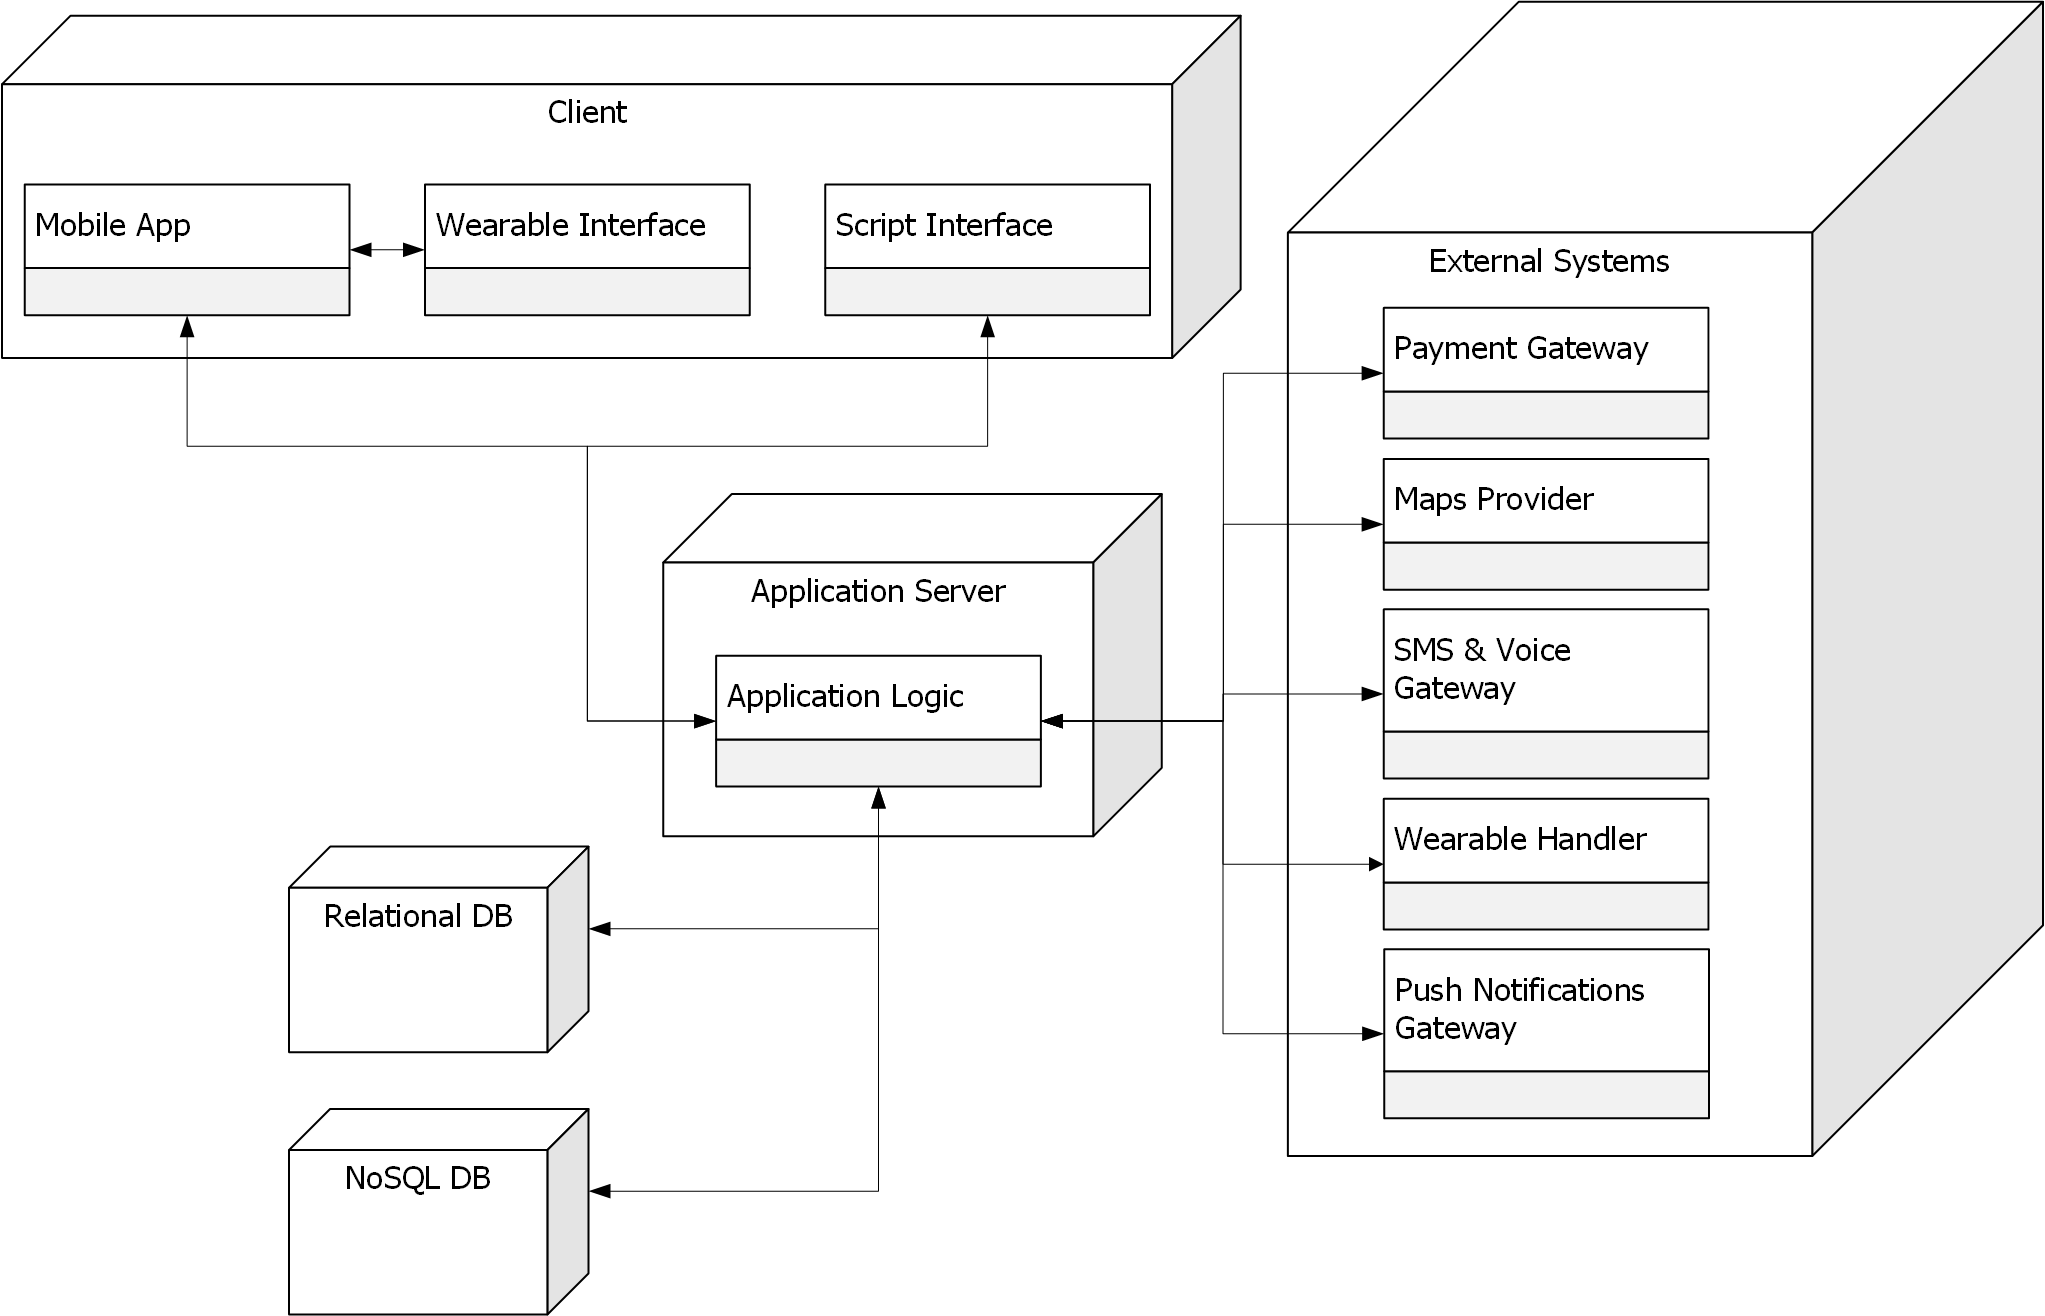 Client
Mobile App
Wearable Interface
Script Interface
External Systems
Payment Gateway
Maps Provider
SMS & Voice
Gateway
Wearable Handler
Push Notifications
Gateway
Application Server
Application Logic
Relational DB
NoSQL DB